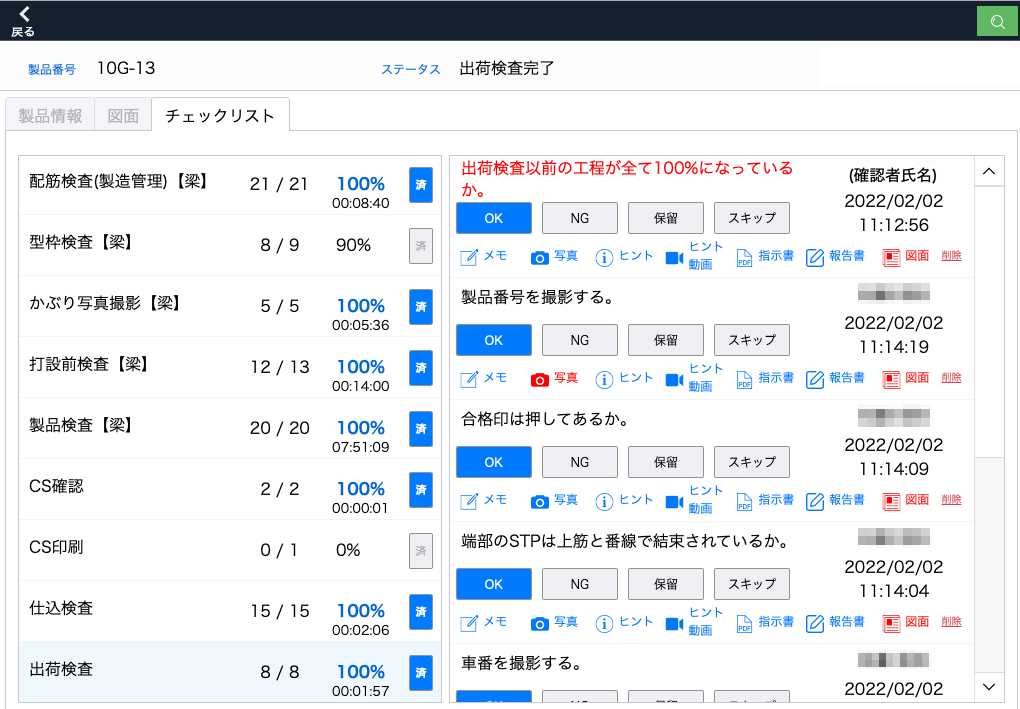 戻る
製品番号 10G-13 ステータス 出荷検査完了
製品情報 図面 チェックリスト
配筋検査(製造管理)【梁】 21 / 21 100% 済
00:08:40
型枠検査【梁】 8 / 9 90% 済
かぶり写真撮影【梁】 5 / 5 100% 済
00:05:36
打設前検査【梁】 12 / 13 100% 済
00:14:00
製品検査【梁】 20 / 20 100% 済
07:51:09
CS確認 2 / 2 100% 済
00:00:01
CS印刷 0 / 1 0% 済
仕込検査 15 / 15 100% 済
00:02:06
出荷検査 8 / 8 100% 済
00:01:57
出荷検査以前の工程が全て100%になっている
か。
(確認者氏名)
2022/02/02
11:12:56
OK NG 保留 スキップ
メモ 写真 ヒント ヒント
動画 PDF 指示書 報告書 図面 削除
製品番号を撮影する。
2022/02/02
11:14:19
OK NG 保留 スキップ
メモ 写真 ヒント ヒント
動画 PDF 指示書 報告書 図面 削除
合格印は押してあるか。
2022/02/02
11:14:09
OK NG 保留 スキップ
メモ 写真 ヒント ヒント
動画 PDF 指示書 報告書 図面 削除
端部のSTPは上筋と番線で結束されているか。
2022/02/02
11:14:04
OK NG 保留 スキップ
メモ 写真 ヒント ヒント
動画 PDF 指示書 報告書 図面 削除
車番を撮影する。
2022/02/02